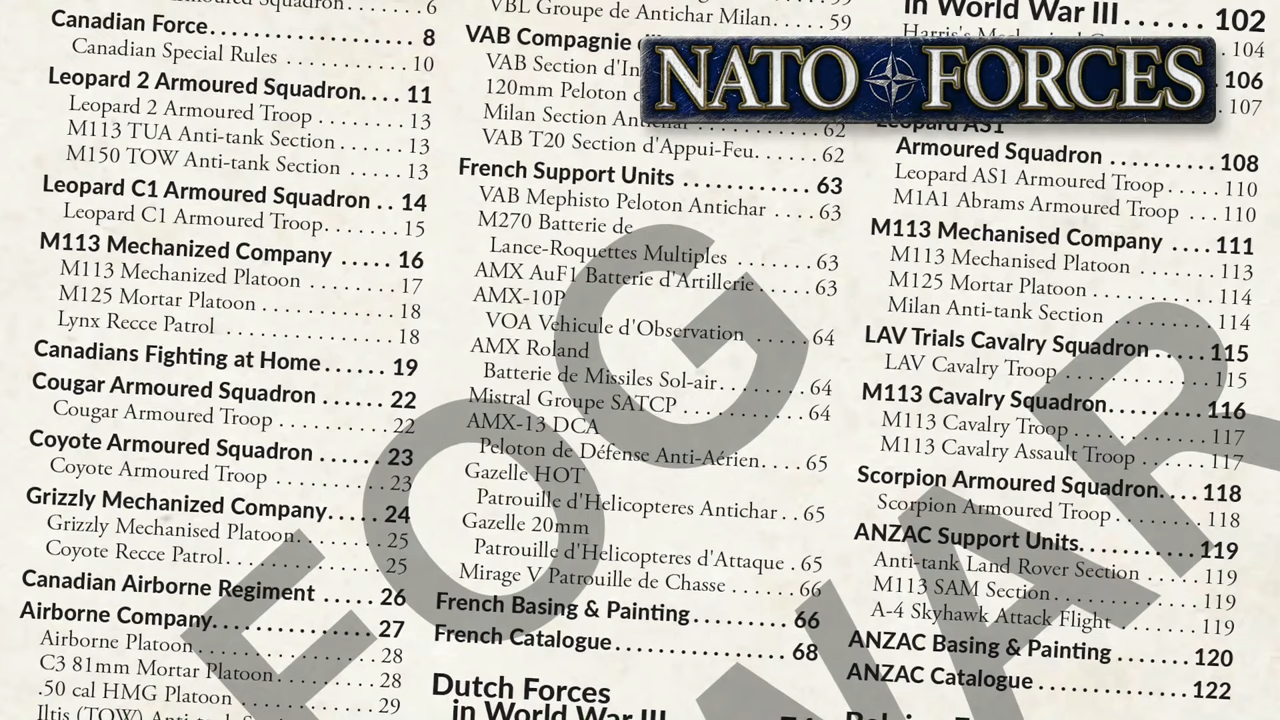 Armoured Squadron.......6
Canadian Force......................8
Canadian Special Rules............10
Leopard 2 Armoured Squadron....11
Leopard 2 Armoured Troop........13
M113 TUA Anti-tank Section......13
M150 TOW Anti-tank Section.....13
Leopard C1 Armoured Squadron..14
Leopard C1 Armoured Troop.......15
M113 Mechanized Company.....16
M113 Mechanized Platoon.........17
M125 Mortar Platoon............18
Lynx Recce Patrol...............18
Canadians Fighting at Home......19
Cougar Armoured Squadron......22
Cougar Armoured Troop..........22
Coyote Armoured Squadron......23
Coyote Armoured Troop..........23
Grizzly Mechanized Company.....24
Grizzly Mechanised Platoon.......25
Coyote Recce Patrol.............25
Canadian Airborne Regiment.....26
Airborne Company...............27
Airborne Platoon................28
C3 81mm Mortar Platoon.........28
.50 cal HMG Platoon............29
Iltis (TOW)
VBL Groupe de Antichar Milan....59
VAB Compagnie
VAB Section
120mm Peloton
Milan Section Antichar 62
VAB T20 Section d'Appui-Feu......62
French Support Units............63
VAB Mephisto Peloton Antichar....63
M270 Batterie de
Lance-Roquettes Multiples.......63
AMX AuF1 Batterie d'Artillerie.....63
AMX-10P
VOA Vehicule d'Observation......64
AMX Roland
Batterie de Missiles Sol-air........64
Mistral Groupe SATCP...........64
AMX-13 DCA
Peloton de Défense Anti-Aérien....65
Gazelle HOT
Patrouille d'Helicopteres Antichar..65
Gazelle 20mm
Patrouille d'Helicopteres d'Attaque.65
Mirage V Patrouille de Chasse......66
French Basing & Painting.........66
French Catalogue................68
Dutch Forces
in World War III
in World War III......102
104
NATO FORCES
106
107
Leopard AS1
Armoured Squadron..........108
Leopard AS1 Armoured Troop.....110
M1A1 Abrams Armoured Troop...110
M113 Mechanised Company....111
M113 Mechanised Platoon........113
M125 Mortar Platoon............114
Milan Anti-tank Section..........114
LAV Trials Cavalry Squadron.....115
LAV Cavalry Troop..............115
M113 Cavalry Squadron.........116
M113 Cavalry Troop............117
M113 Cavalry Assault Troop.......117
Scorpion Armoured Squadron....118
Scorpion Armoured Troop........118
ANZAC Support Units...........119
Anti-tank Land Rover Section.....119
M113 SAM Section.............119
A-4 Skyhawk Attack Flight.......119
ANZAC Basing & Painting.......120
ANZAC Catalogue..............122
FOG
WAR